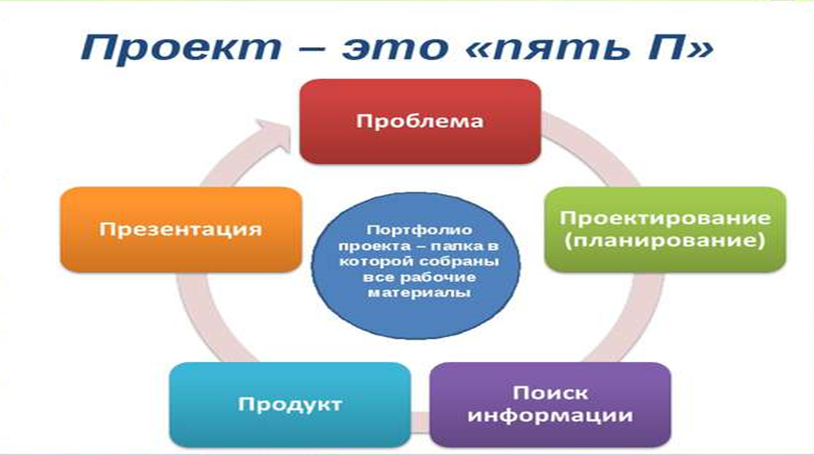 Проект – это «пять П»
Проблема
Проектирование
(планирование)
Поиск
информации
Продукт
Презентация
Портфолио
проекта – папка в
которой собраны
все рабочие
материалы